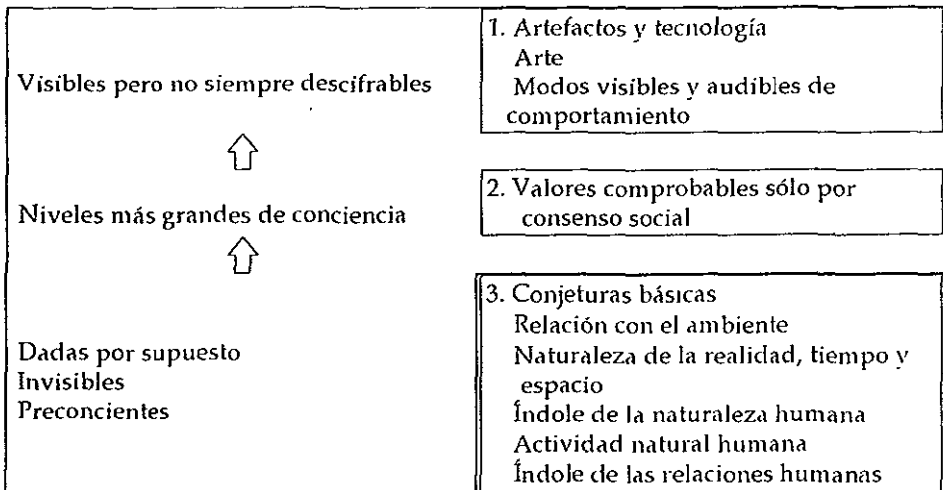 Visibles pero no siempre descifrables
Niveles más grandes de conciencia
Dadas por supuesto
Invisibles
Preconcientes
1. Artefactos y tecnología
Arte
Modos visibles y audibles de
comportamiento
2. Valores comprobables sólo por
consenso social
3. Conjeturas básicas
Relación con el ambiente
Naturaleza de la realidad, tiempo y
espacio
Índole de la naturaleza humana
Actividad natural humana
Índole de las relaciones humanas